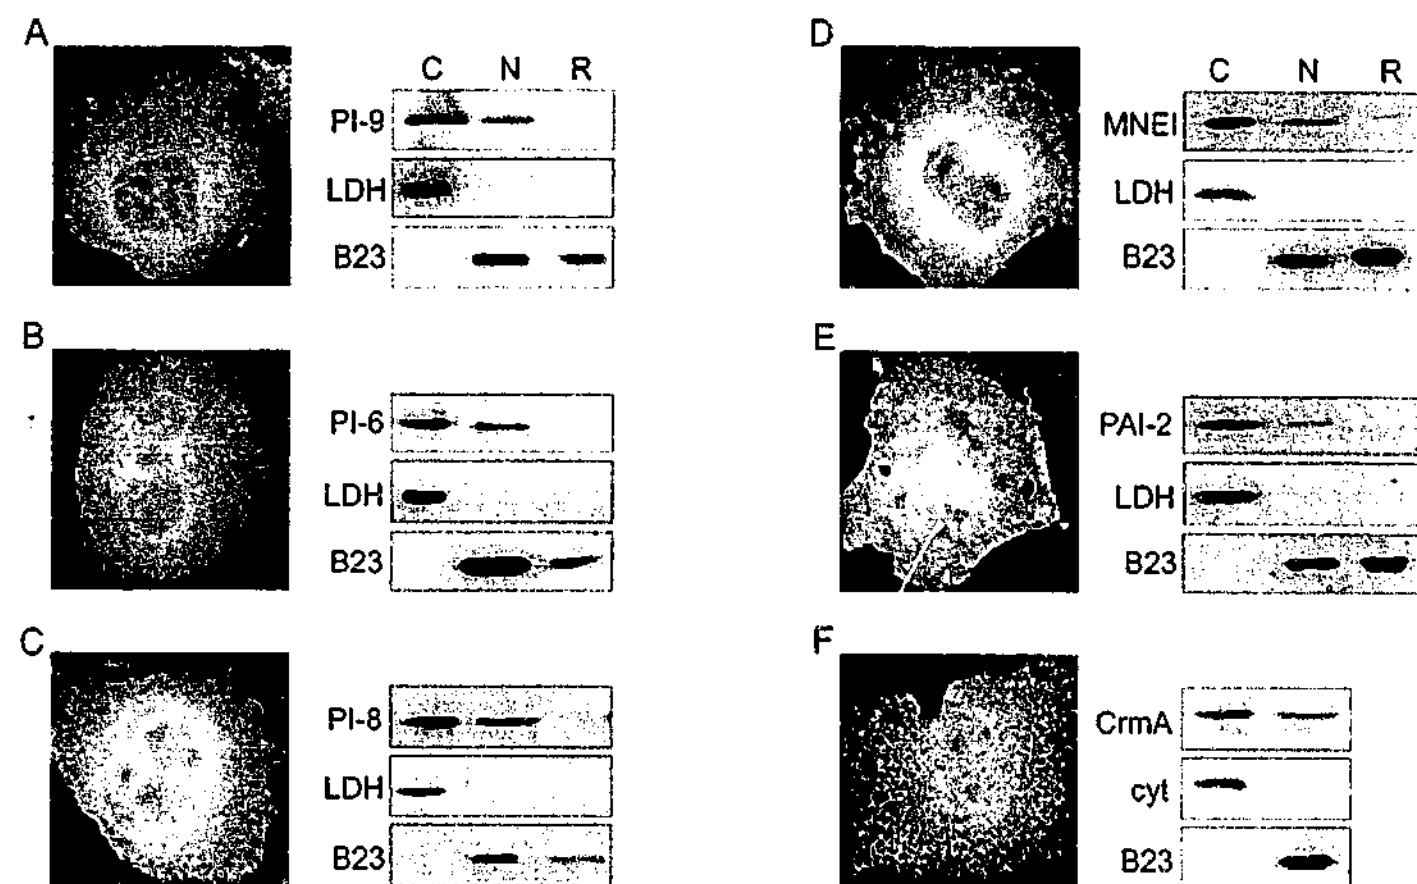 A
C N R
PI-9
LDH
B23
B
PI-6
LDH
B23
C
PI-8
LDH
B23
D
C N R
MNEI
LDH
B23
E
PAI-2
LDH
B23
F
CrmA
cyt
B23